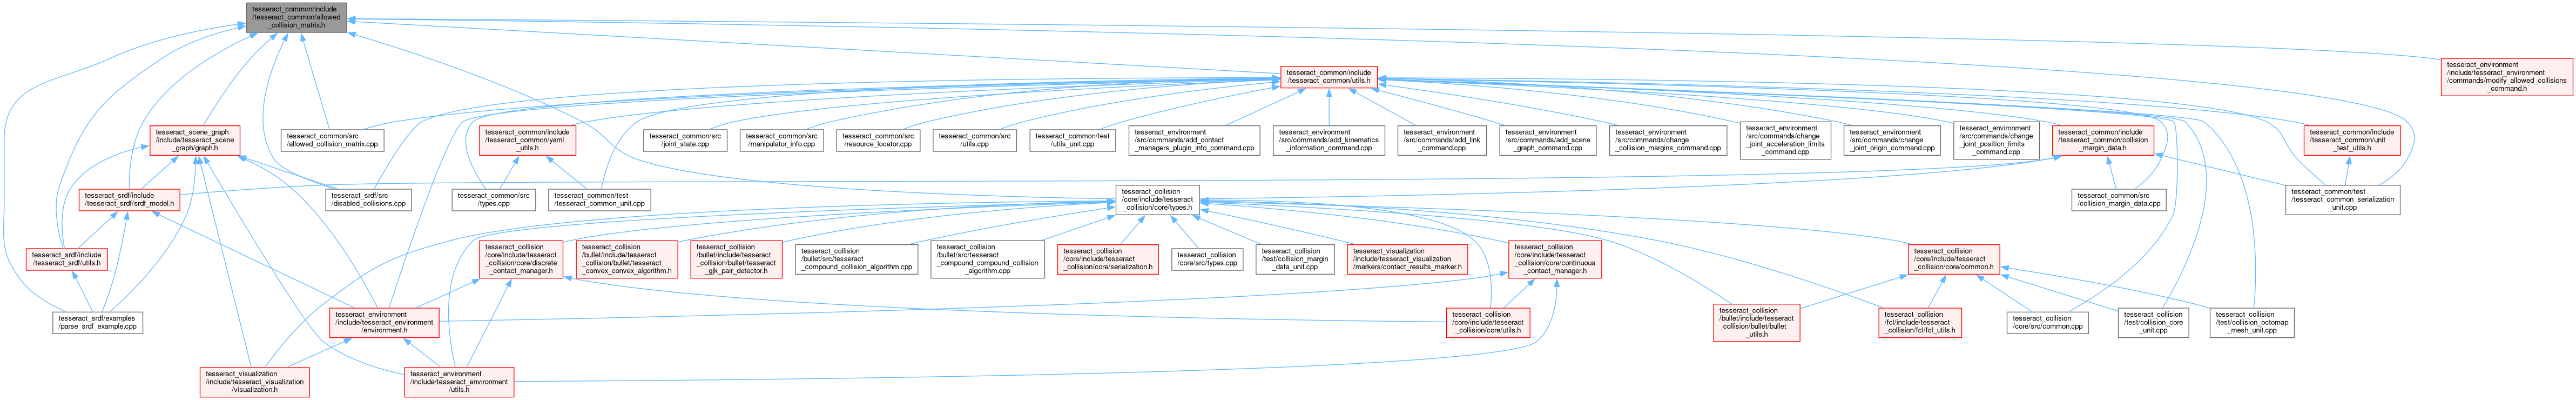 tesseract_common/include
/tesseract_common/allowed
_collision_matrix.h
tesseract_common/include
/tesseract_common/utils.h
tesseract_environment
/include/tesseract_environment
/commands/modify_allowed_collisions
_command.h
tesseract_scene_graph
/include/tesseract_scene
_graph/graph.h
tesseract_common/src
/allowed_collision_matrix.cpp
tesseract_common/include
/tesseract_common/yaml
_utils.h
tesseract_common/src
/joint_state.cpp
tesseract_common/src
/manipulator_info.cpp
tesseract_common/src
/resource_locator.cpp
tesseract_common/src
/utils.cpp
tesseract_common/test
/utils_unit.cpp
tesseract_environment
/src/commands/add_contact
_managers_plugin_info_command.cpp
tesseract_environment
/src/commands/add_kinematics
_information_command.cpp
tesseract_environment
/src/commands/add_link
_command.cpp
tesseract_environment
/src/commands/add_scene
_graph_command.cpp
tesseract_environment
/src/commands/change
_collision_margins_command.cpp
tesseract_environment
/src/commands/change
_joint_acceleration_limits
_command.cpp
tesseract_environment
/src/commands/change
_joint_origin_command.cpp
tesseract_environment
/src/commands/change
_joint_position_limits
_command.cpp
tesseract_common/include
/tesseract_common/collision
_margin_data.h
tesseract_common/include
/tesseract_common/unit
_test_utils.h
tesseract_srdf/include
/tesseract_srdf/srdf_model.h
tesseract_srdf/src
/disabled_collisions.cpp
tesseract_common/src
/types.cpp
tesseract_common/test
/tesseract_common_unit.cpp
tesseract_collision
/core/include/tesseract
_collision/core/types.h
tesseract_common/src
/collision_margin_data.cpp
tesseract_common/test
/tesseract_common_serialization
_unit.cpp
tesseract_srdf/include
/tesseract_srdf/utils.h
tesseract_collision
/core/include/tesseract
_collision/core/discrete
_contact_manager.h
tesseract_collision
/bullet/include/tesseract
_collision/bullet/tesseract
_convex_convex_algorithm.h
tesseract_collision
/bullet/include/tesseract
_collision/bullet/tesseract
_gjk_pair_detector.h
tesseract_collision
/bullet/src/tesseract
_compound_collision_algorithm.cpp
tesseract_collision
/bullet/src/tesseract
_compound_compound_collision
_algorithm.cpp
tesseract_collision
/core/include/tesseract
_collision/core/serialization.h
tesseract_collision
/core/src/types.cpp
tesseract_collision
/test/collision_margin
_data_unit.cpp
tesseract_visualization
/include/tesseract_visualization
/markers/contact_results_marker.h
tesseract_collision
/core/include/tesseract
_collision/core/continuous
_contact_manager.h
tesseract_collision
/core/include/tesseract
_collision/core/common.h
tesseract_srdf/examples
/parse_srdf_example.cpp
tesseract_environment
/include/tesseract_environment
/environment.h
tesseract_collision
/core/include/tesseract
_collision/core/utils.h
tesseract_collision
/bullet/include/tesseract
_collision/bullet/bullet
_utils.h
tesseract_collision
/fcl/include/tesseract
_collision/fcl/fcl_utils.h
tesseract_collision
/core/src/common.cpp
tesseract_collision
/test/collision_core
_unit.cpp
tesseract_collision
/test/collision_octomap
_mesh_unit.cpp
tesseract_visualization
/include/tesseract_visualization
/visualization.h
tesseract_environment
/include/tesseract_environment
/utils.h